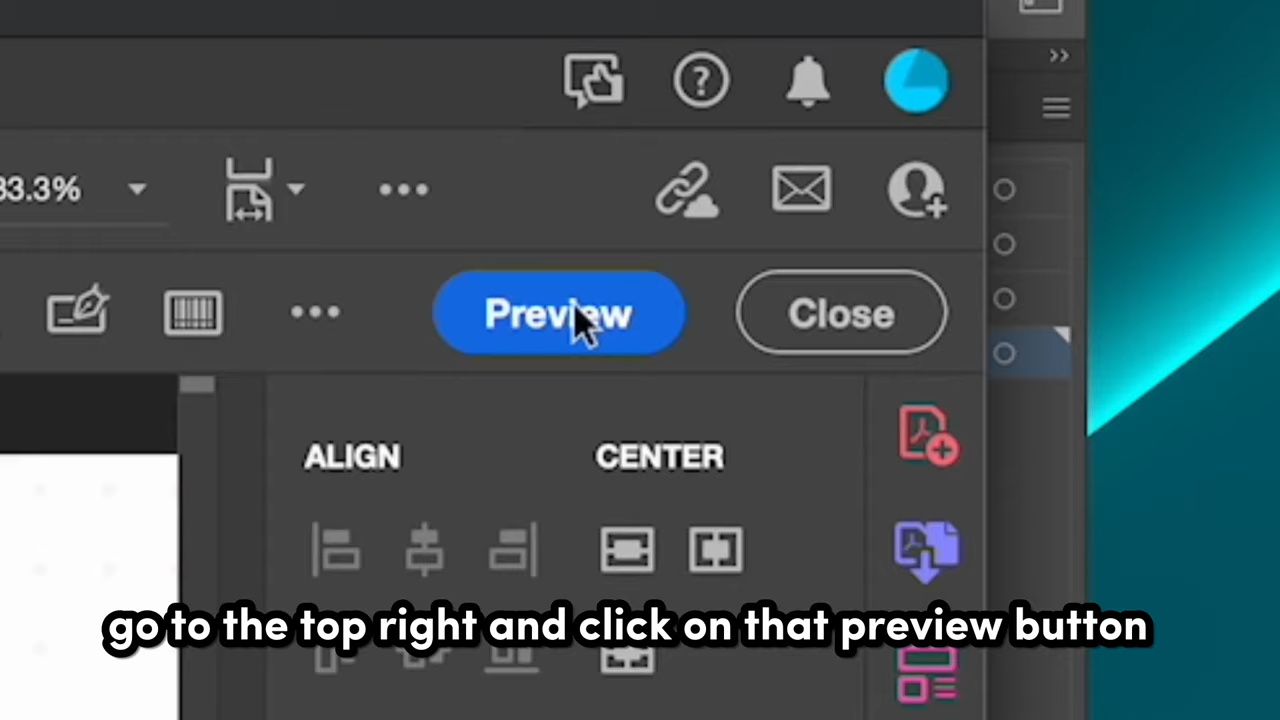 33.3%
Preview
Close
ALIGN
CENTER
go to the top right and click on that preview button